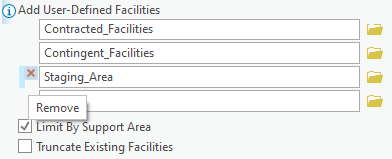 Add User-Defined Facilities
Contracted_Facilities
Contingent_Facilities
Staging_Area
Remove
Limit By Support Area
Truncate Existing Facilities